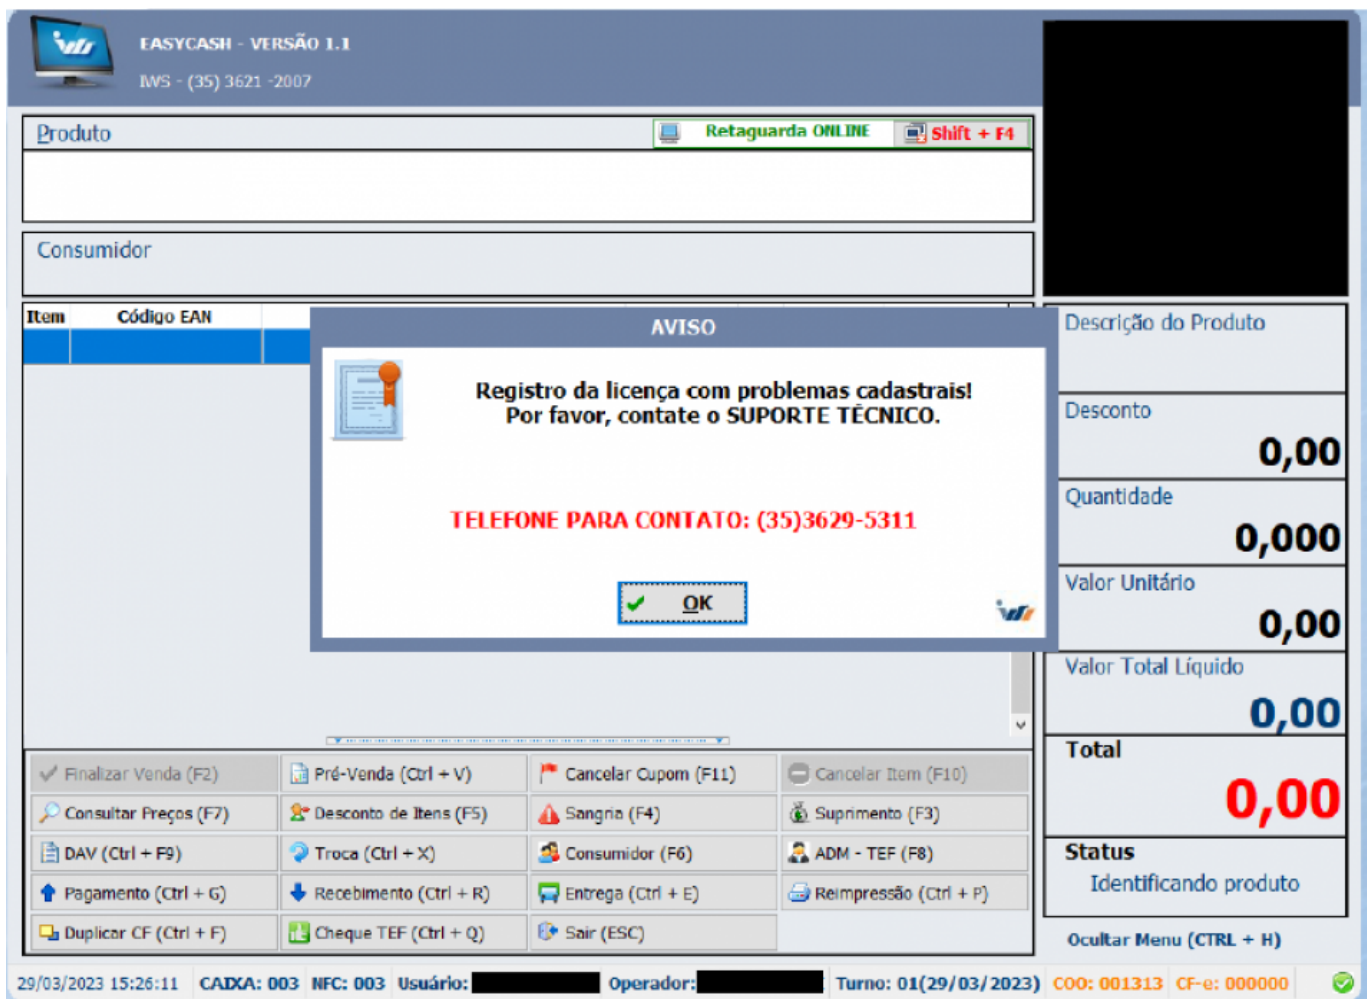 iws
EASYCASH - VERSÃO 1.1
IWS - (35) 3621 -2007
Produto
Retaguarda ONLINE
Shift + F4
Consumidor
Item Código EAN
AVISO
Registro da licença com problemas cadastrais!
Por favor, contate o SUPORTE TÉCNICO.
TELEFONE PARA CONTATO: (35)3629-5311
OK
iws
Descrição do Produto
Desconto
0,00
Quantidade
0,000
Valor Unitário
0,00
Valor Total Líquido
0,00
Total
0,00
Status
Identificando produto
Ocultar Menu (CTRL + H)
Finalizar Venda (F2) Pré-Venda (Ctrl + V) Cancelar Cupom (F11) Cancelar Item (F10)
Consultar Preços (F7) Desconto de Itens (F5) Sangria (F4) Suprimento (F3)
DAV (Ctrl + F9) Troca (Ctrl + X) Consumidor (F6) ADM - TEF (F8)
Pagamento (Ctrl + G) Recebimento (Ctrl + R) Entrega (Ctrl + E) Reimpressão (Ctrl + P)
Duplicar CF (Ctrl + F) Cheque TEF (Ctrl + Q) Sair (ESC)
29/03/2023 15:26:11 CAIXA: 003 NFC: 003 Usuário: Operador: Turno: 01(29/03/2023) COO: 001313 CF-e: 000000